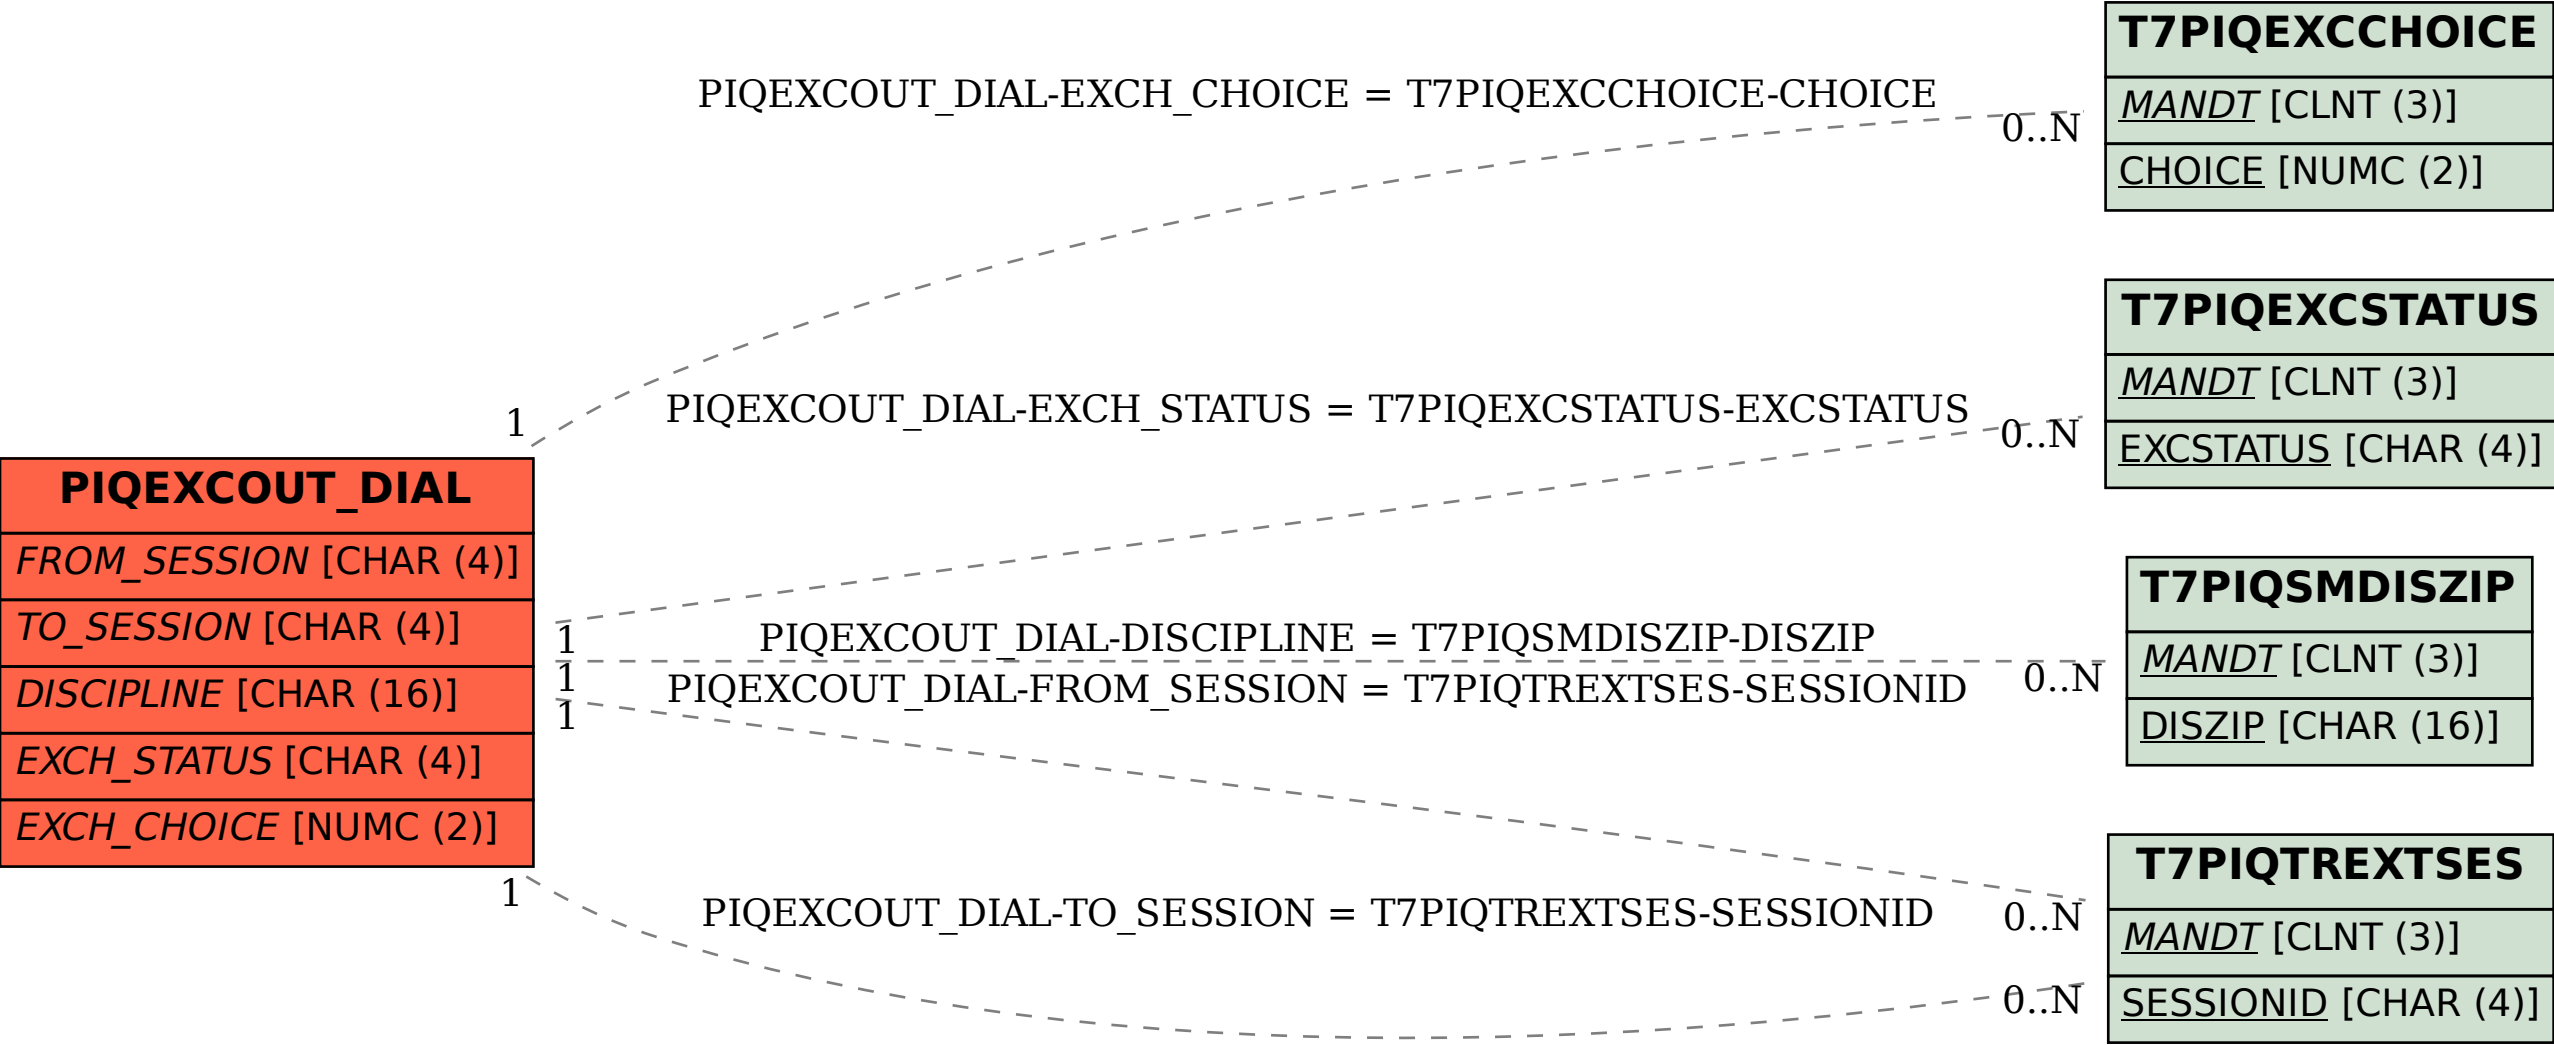 T7PIQEXCCHOICE
MANDT [CLNT (3)]
CHOICE [NUMC (2)]
PIQEXCOUT_DIAL-EXCH_CHOICE = T7PIQEXCCHOICE-CHOICE
0..N
1
T7PIQEXCSTATUS
MANDT [CLNT (3)]
EXCSTATUS [CHAR (4)]
PIQEXCOUT_DIAL-EXCH_STATUS = T7PIQEXCSTATUS-EXCSTATUS
0..N
1
PIQEXCOUT_DIAL
FROM_SESSION [CHAR (4)]
TO_SESSION [CHAR (4)]
DISCIPLINE [CHAR (16)]
EXCH_STATUS [CHAR (4)]
EXCH_CHOICE [NUMC (2)]
PIQEXCOUT_DIAL-DISCIPLINE = T7PIQSMDISZIP-DISZIP
1
0..N
T7PIQSMDISZIP
MANDT [CLNT (3)]
DISZIP [CHAR (16)]
PIQEXCOUT_DIAL-FROM_SESSION = T7PIQTREXTSES-SESSIONID
1
0..N
PIQEXCOUT_DIAL-TO_SESSION = T7PIQTREXTSES-SESSIONID
1
0..N
T7PIQTREXTSES
MANDT [CLNT (3)]
SESSIONID [CHAR (4)]